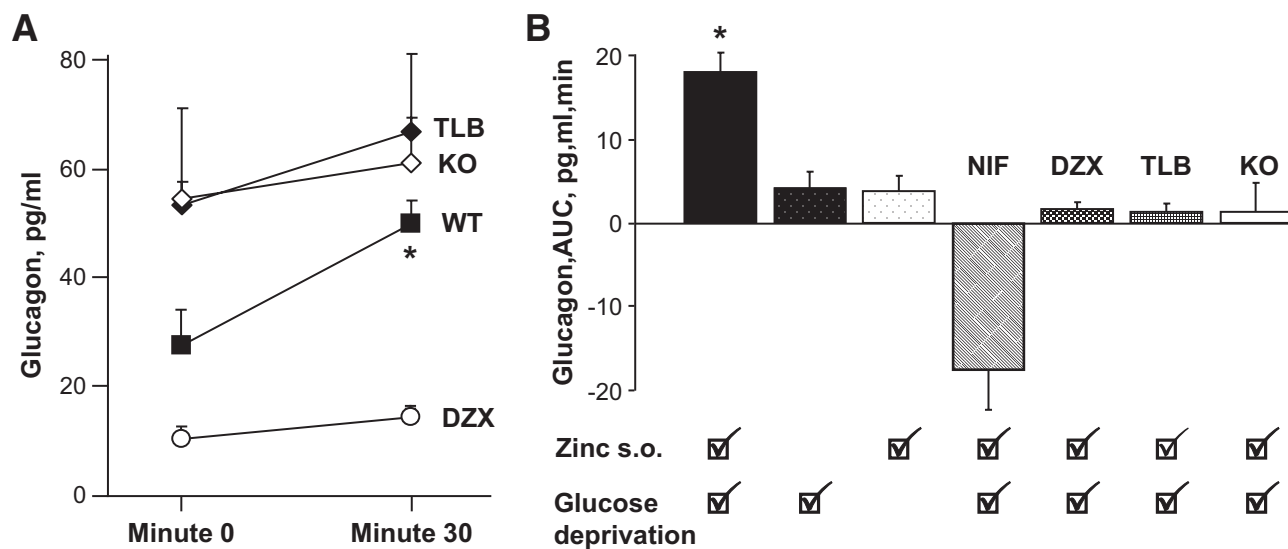 A
Glucagon, pg/ml
80
60
40
20
0
TLB
KO
WT
*
DZX
Minute 0
Minute 30
B
Glucagon,AUC, pg,ml,min
20
10
0
-10
-20
*
NIF
DZX
TLB
KO
Zinc s.o.
Glucose
deprivation